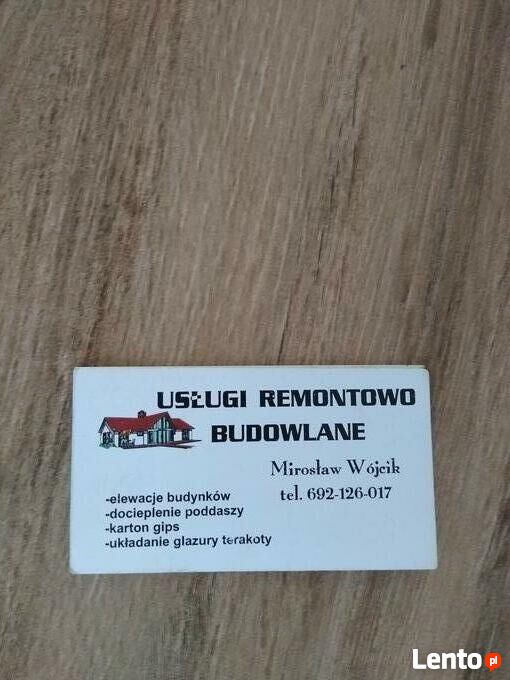 USŁUGI REMONTOWO
BUDOWLANE
Mirosław Wójcik
tel. 692-126-017
-elewacje budynków
-docieplenie poddaszy
-karton gips
-układanie glazury terakoty
Lento pl